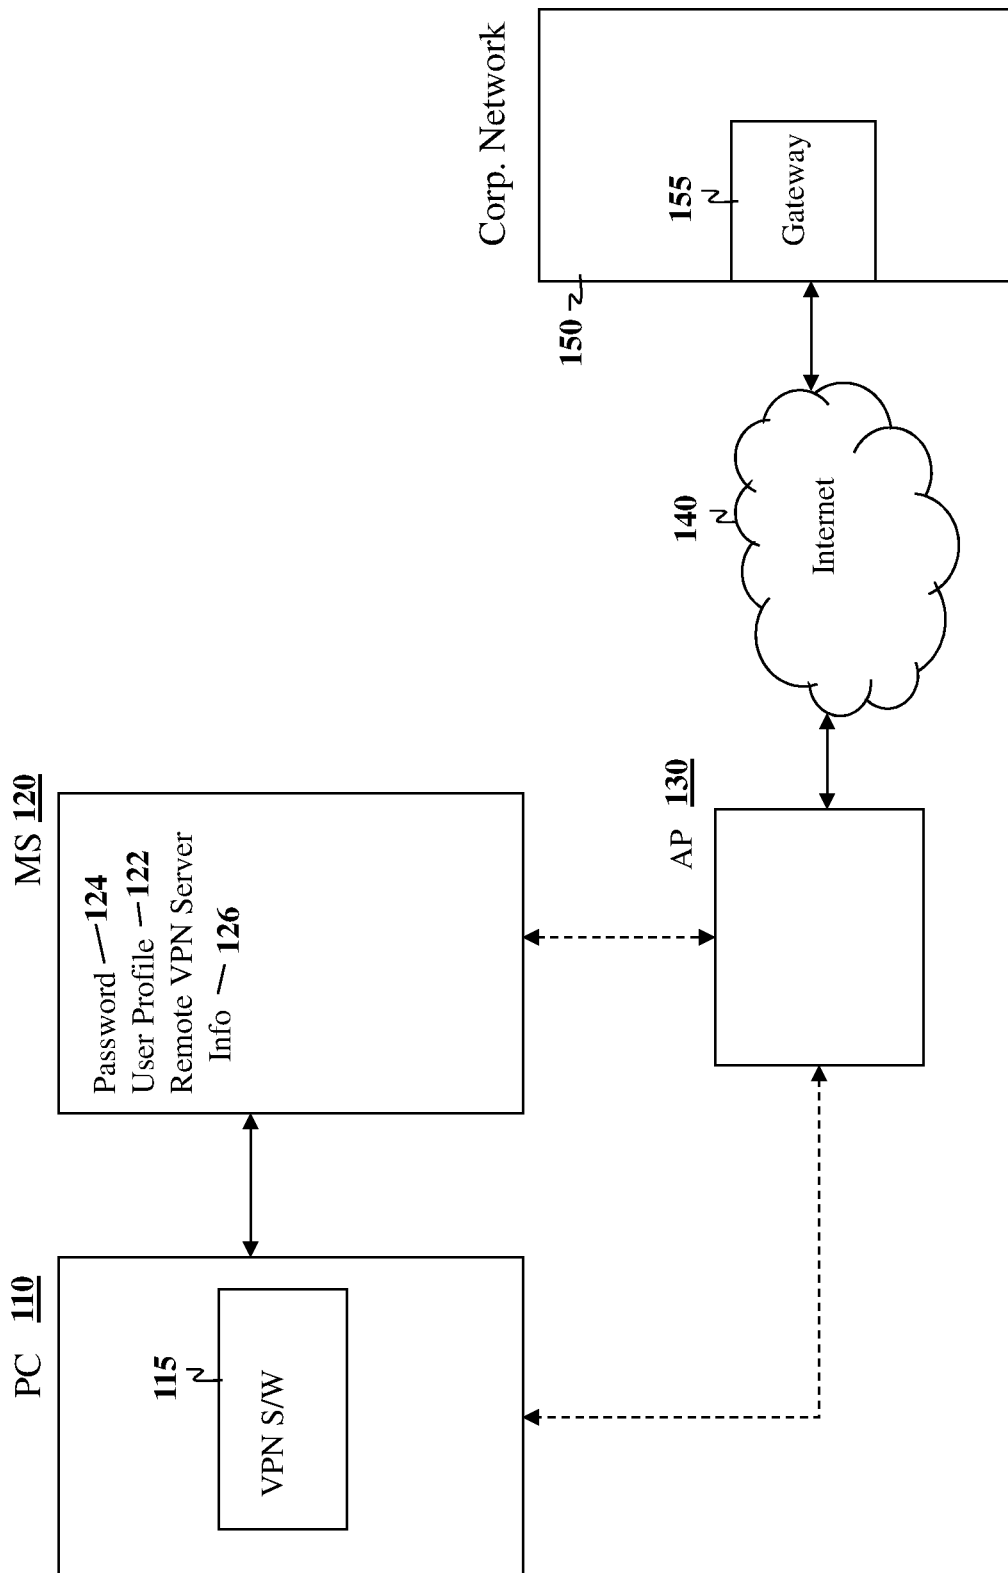 PC 110
115
VPN S/W
MS 120
Password 124
User Profile 122
Remote VPN Server
Info 126
AP 130
140
Internet
Corp. Network
150
155
Gateway